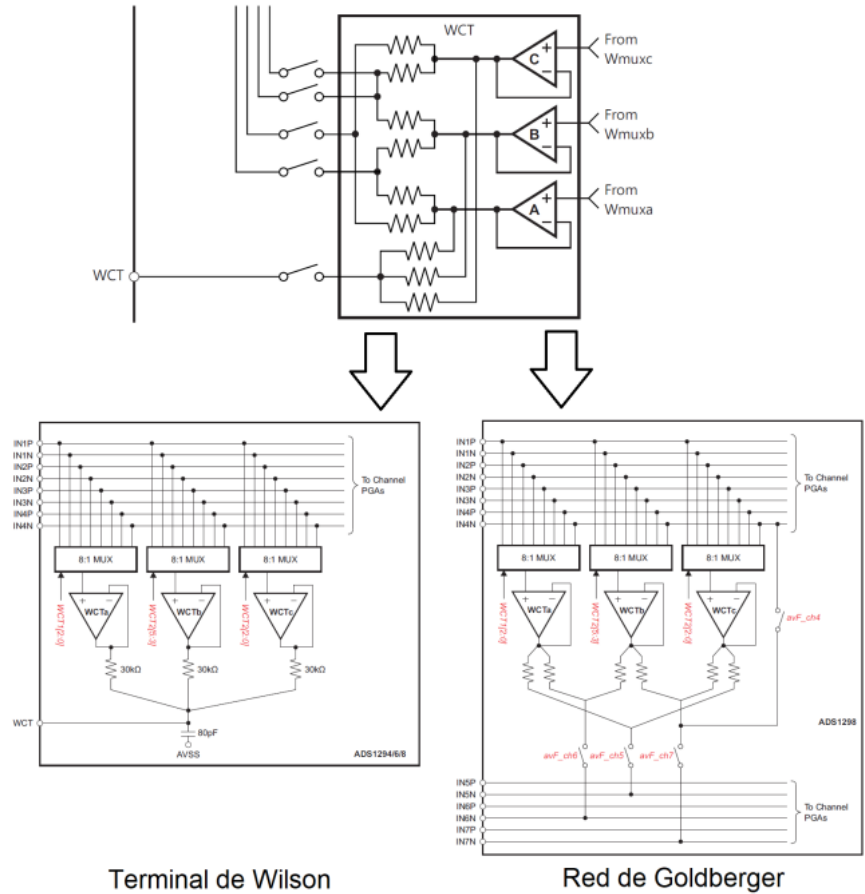 WCT
C
+
−
From
Wmuxc
B
+
−
From
Wmuxb
A
+
−
From
Wmuxa
WCT
IN1P
IN1N
IN2P
IN2N
IN3P
IN3N
IN4P
IN4N
To Channel
PGAs
8:1 MUX
8:1 MUX
8:1 MUX
WCT1[2:0]
+
−
WCTa
WCT2[5:3]
+
−
WCTb
WCT2[2:0]
+
−
WCTc
30kΩ
30kΩ
30kΩ
WCT
80pF
AVSS
ADS1294/6/8
IN1P
IN1N
IN2P
IN2N
IN3P
IN3N
IN4P
IN4N
To Channel
PGAs
8:1 MUX
8:1 MUX
8:1 MUX
WCT1[2:0]
+
−
WCTa
WCT2[5:3]
+
−
WCTb
WCT2[2:0]
+
−
WCTc
avF_ch4
ADS1298
avF_ch6
avF_ch5
avF_ch7
IN5P
IN5N
IN6P
IN6N
IN7P
IN7N
To Channel
PGAs
Terminal de Wilson
Red de Goldberger